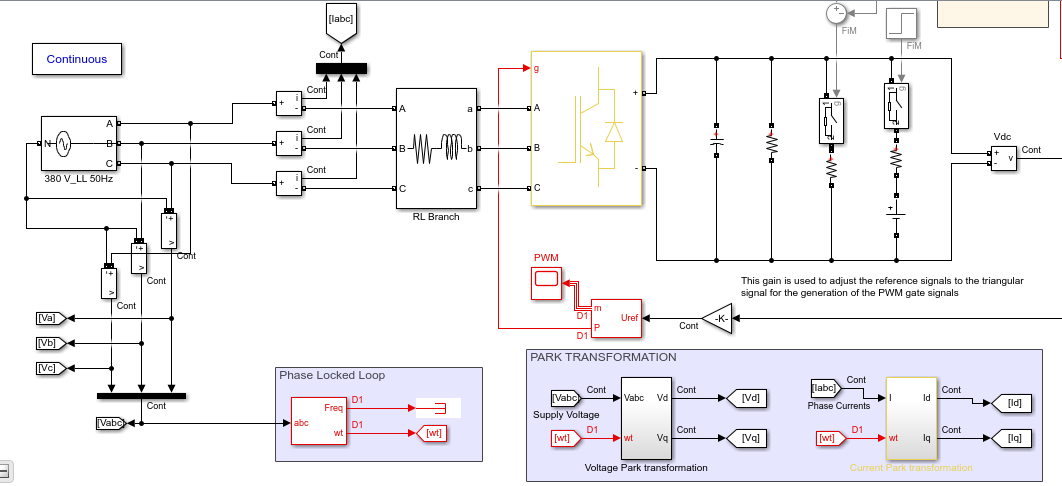 [Iabc]
FiM
FiM
Cont
Continuous
Cont
i
+
-
A
a
g
A
+
A
N
B
C
380 V_LL 50Hz
Cont
i
+
-
B
b
B
Cont
i
+
-
C
c
C
-
RL Branch
Vdc
+
-
v
Cont
Cont
Cont
Cont
PWM
This gain is used to adjust the reference signals to the triangular
signal for the generation of the PWM gate signals
[Va]
[Vb]
[Vc]
m
D1
P
D1
Uref
Cont
-K-
Cont
[Vabc]
Phase Locked Loop
abc
Freq
wt
D1
D1
[wt]
PARK TRANSFORMATION
[Vabc]
Cont
Supply Voltage
[wt]
D1
Vabc
Vd
wt
Vq
Cont
[Vd]
Cont
[Vq]
Voltage Park transformation
[Iabc]
Cont
Phase Currents
[wt]
D1
I
Id
wt
Iq
Cont
[Id]
Cont
[Iq]
Current Park transformation